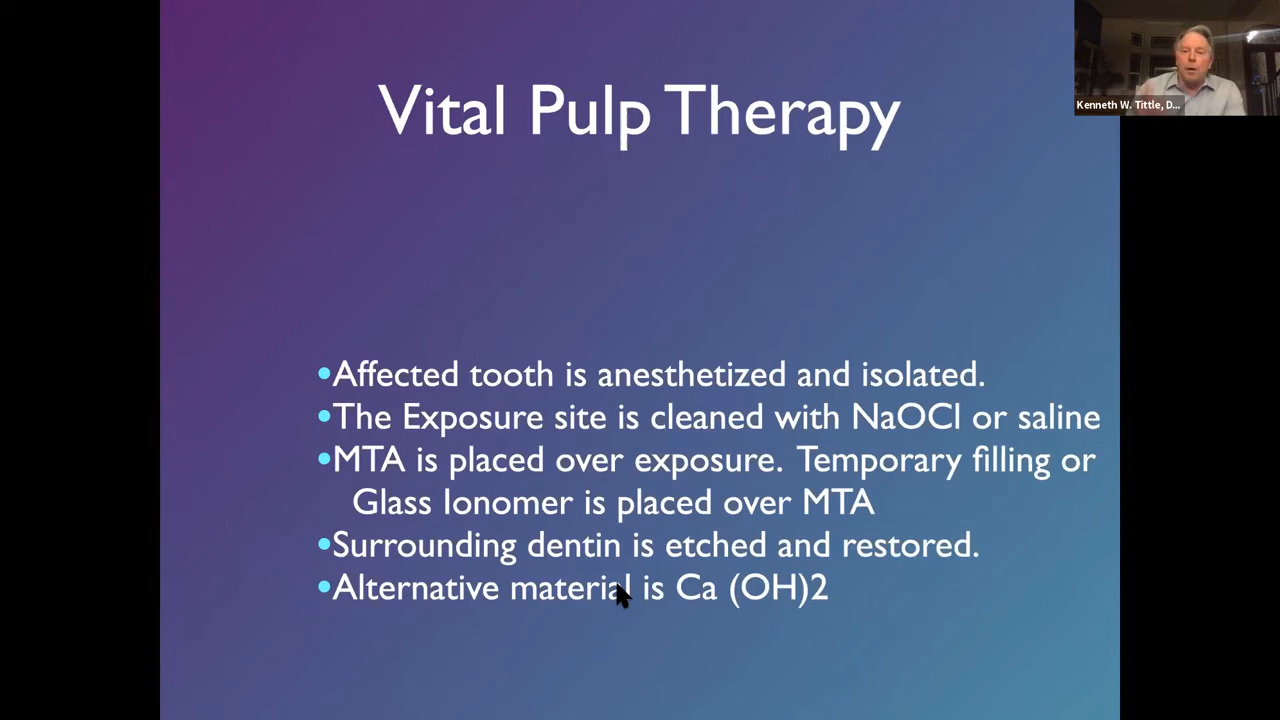 Vital Pulp Therapy
Kenneth W. Tittle, D...
•Affected tooth is anesthetized and isolated.
•The Exposure site is cleaned with NaOCl or saline
•MTA is placed over exposure. Temporary filling or
Glass Ionomer is placed over MTA
•Surrounding dentin is etched and restored.
•Alternative material is Ca (OH)2